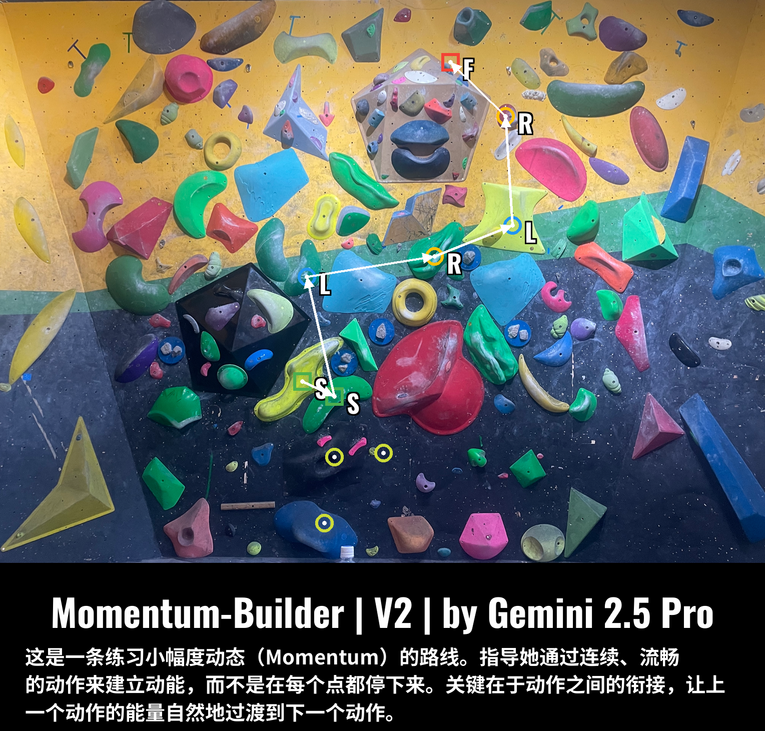 F
R
L
R
L
S
S
Momentum-Builder | V2 | by Gemini 2.5 Pro
这是一条练习小幅度动态（Momentum）的路线。指导她通过连续、流畅
的动作来建立动能，而不是在每个点都停下来。关键在于动作之间的衔接，让上
一个动作的能量自然地过渡到下一个动作。